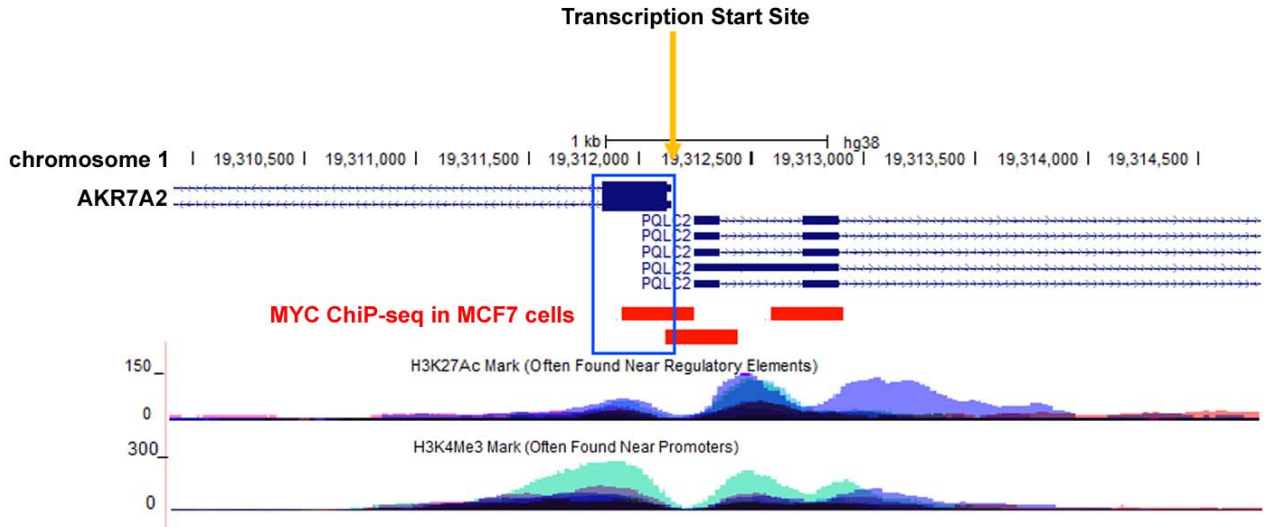 Transcription Start Site
1 kb hg38
chromosome 1 19,310,500 19,311,000 19,311,500 19,312,000 19,312,500 19,313,000 19,313,500 19,314,000 19,314,500
AKR7A2
PQLC2
PQLC2
PQLC2
PQLC2
PQLC2
MYC ChiP-seq in MCF7 cells
H3K27Ac Mark (Often Found Near Regulatory Elements)
150
0
H3K4Me3 Mark (Often Found Near Promoters)
300
0